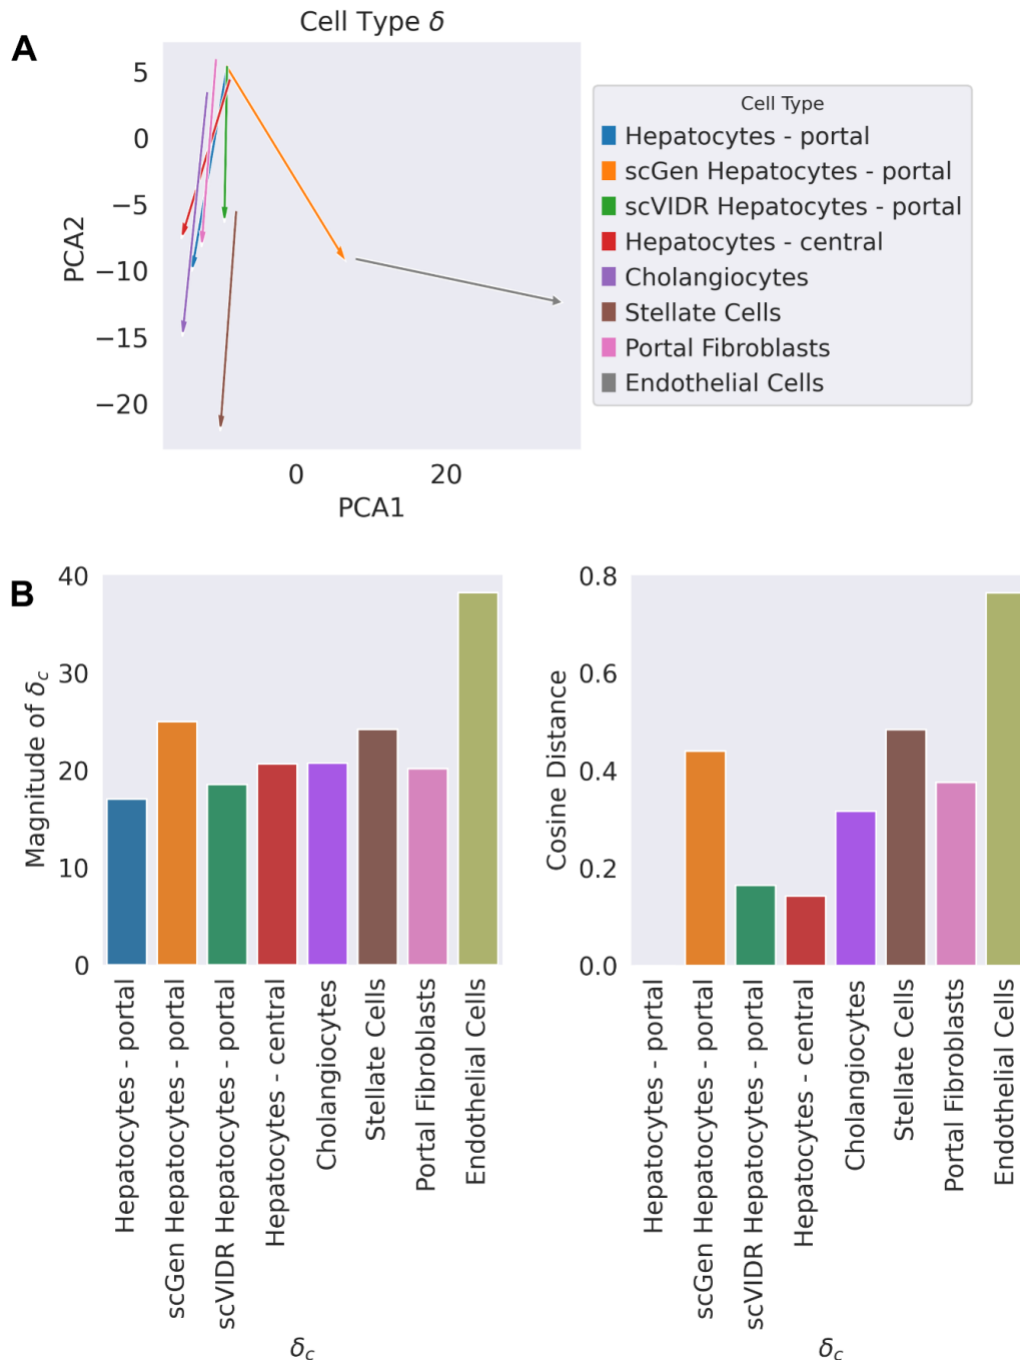 A
Cell Type δ
5
0
−5
−10
−15
−20
PCA2
0
20
PCA1
Cell Type
Hepatocytes - portal
scGen Hepatocytes - portal
scVIDR Hepatocytes - portal
Hepatocytes - central
Cholangiocytes
Stellate Cells
Portal Fibroblasts
Endothelial Cells
B
40
30
20
10
0
Magnitude of δc
Hepatocytes - portal
scGen Hepatocytes - portal
scVIDR Hepatocytes - portal
Hepatocytes - central
Cholangiocytes
Stellate Cells
Portal Fibroblasts
Endothelial Cells
δc
0.8
0.6
0.4
0.2
0.0
Cosine Distance
Hepatocytes - portal
scGen Hepatocytes - portal
scVIDR Hepatocytes - portal
Hepatocytes - central
Cholangiocytes
Stellate Cells
Portal Fibroblasts
Endothelial Cells
δc